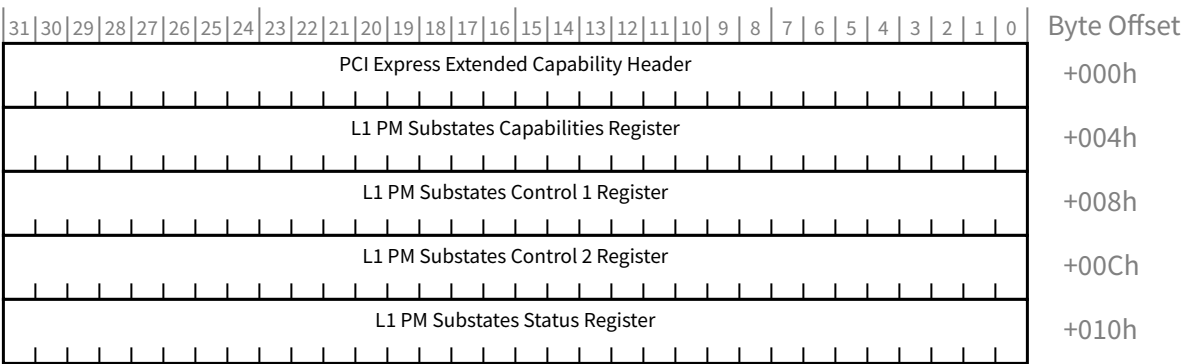 31 30 29 28 27 26 25 24 23 22 21 20 19 18 17 16 15 14 13 12 11 10 9 8 7 6 5 4 3 2 1 0 Byte Offset
PCI Express Extended Capability Header +000h
L1 PM Substates Capabilities Register +004h
L1 PM Substates Control 1 Register +008h
L1 PM Substates Control 2 Register +00Ch
L1 PM Substates Status Register +010h